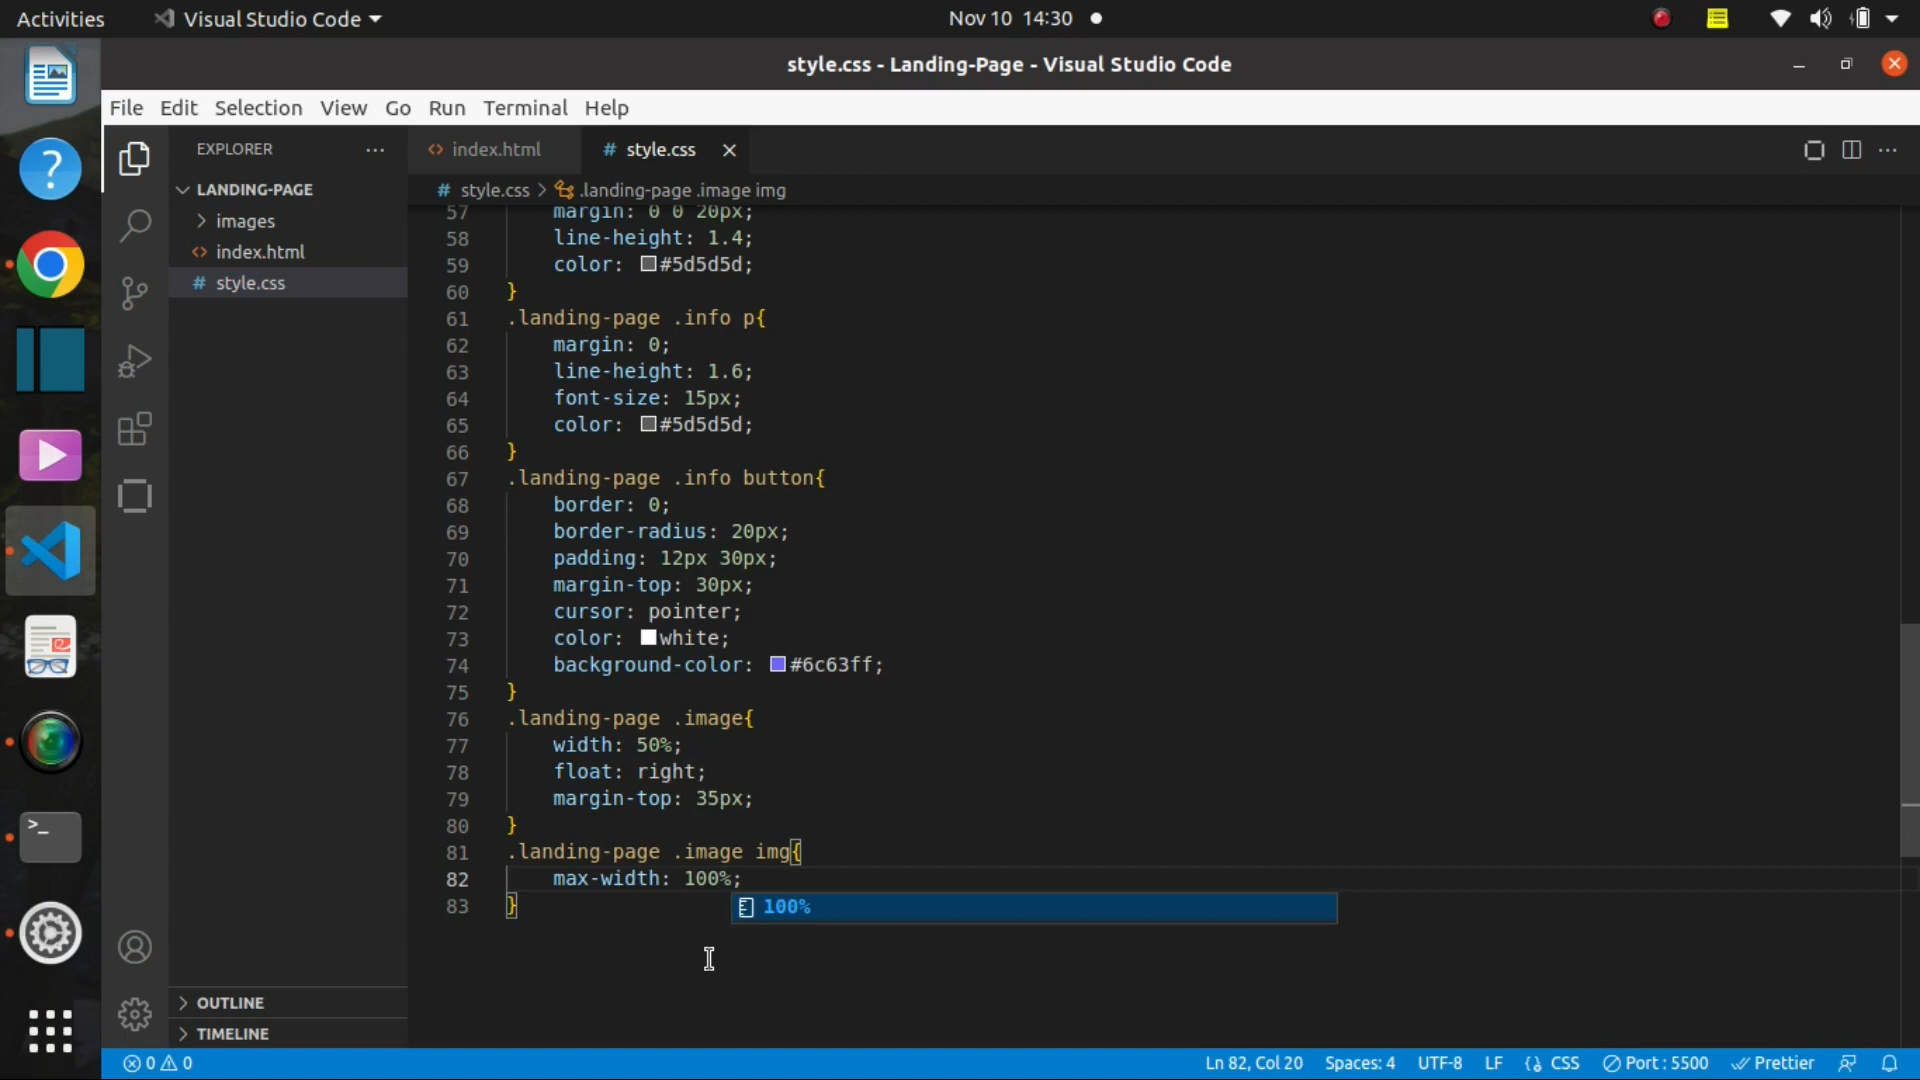 Activities
Visual Studio Code
Nov 10 14:30
style.css - Landing-Page - Visual Studio Code
File Edit Selection View Go Run Terminal Help
EXPLORER
index.html
# style.css
LANDING-PAGE
# style.css > .landing-page .image img
images
index.html
# style.css
57 margin: 0 0 20px;
58 line-height: 1.4;
59 color: #5d5d5d;
60 }
61 .landing-page .info p{
62 margin: 0;
63 line-height: 1.6;
64 font-size: 15px;
65 color: #5d5d5d;
66 }
67 .landing-page .info button{
68 border: 0;
69 border-radius: 20px;
70 padding: 12px 30px;
71 margin-top: 30px;
72 cursor: pointer;
73 color: white;
74 background-color: #6c63ff;
75 }
76 .landing-page .image{
77 width: 50%;
78 float: right;
79 margin-top: 35px;
80 }
81 .landing-page .image img{
82 max-width: 100%;
83 }
100%
OUTLINE
TIMELINE
0 0
Ln 82, Col 20 Spaces: 4 UTF-8 LF {} CSS Port : 5500 Prettier